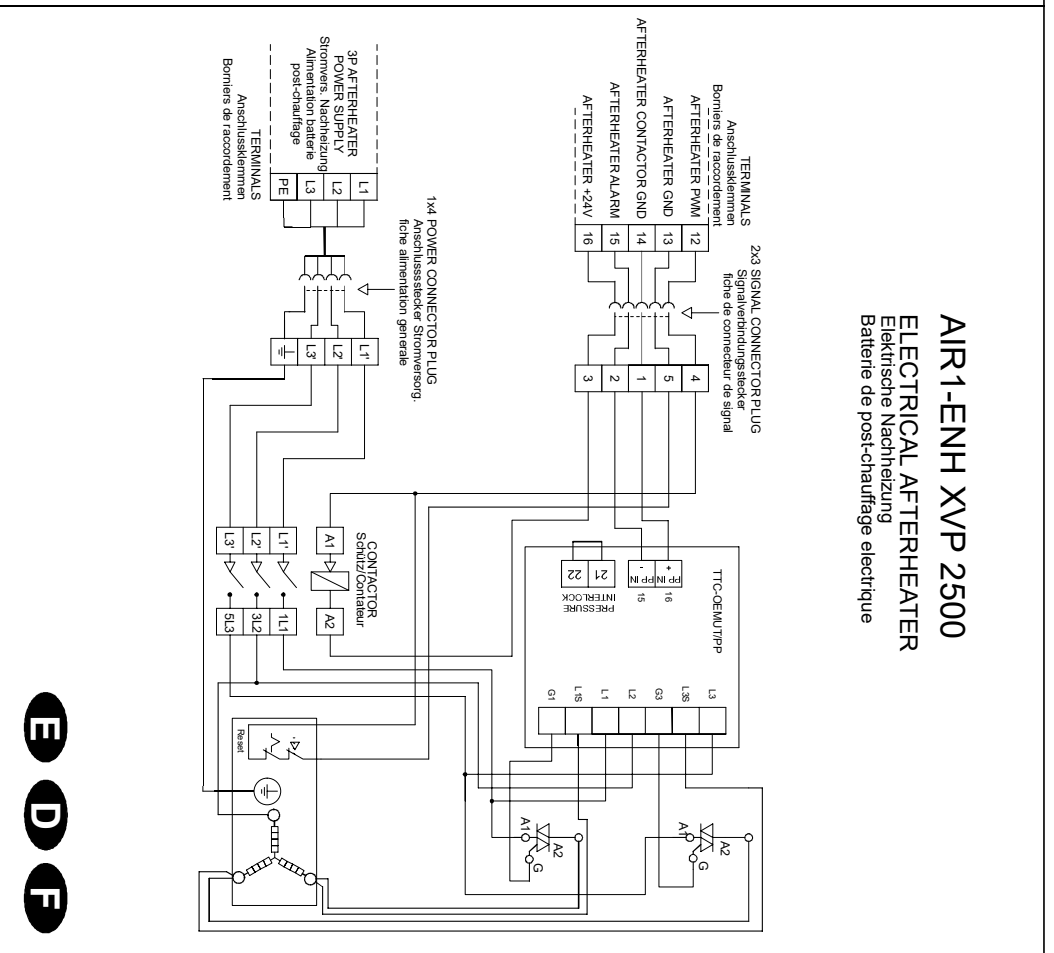 AIR1-ENH XVP 2500
ELECTRICAL AFTERHEATER
Elektrische Nachheizung
Batterie de post-chauffage electrique
TERMINALS
Anschlussklemmen
Borniers de raccordement
AFTERHEATER PWM
AFTERHEATER GND
AFTERHEATER CONTACTOR GND
AFTERHEATER ALARM
AFTERHEATER +24V
12
13
14
15
16
2x3 SIGNAL CONNECTOR PLUG
Signalverbindungsstecker
fiche de connecteur de signal
4
5
1
2
3
TTC-OEMUT/PP
+
PP IN
16
-
PP IN
15
21
22
PRESSURE
INTERLOCK
L3
L3S
G3
L2
L1
L1S
G1
A1
A2
G
A1
A2
G
3P AFTERHEATER
POWER SUPPLY
Stromvers. Nachheizung
Alimentation batterie
post-chauffage
L1
L2
L3
PE
TERMINALS
Anschlussklemmen
Borniers de raccordement
1x4 POWER CONNECTOR PLUG
Anschlussstecker Stromversorg.
fiche alimentation generale
L1'
L2'
L3'
CONTACTOR
Schütz/Contateur
A1
A2
L1'
L2'
L3'
1L1
3L2
5L3
Reset
E
D
F